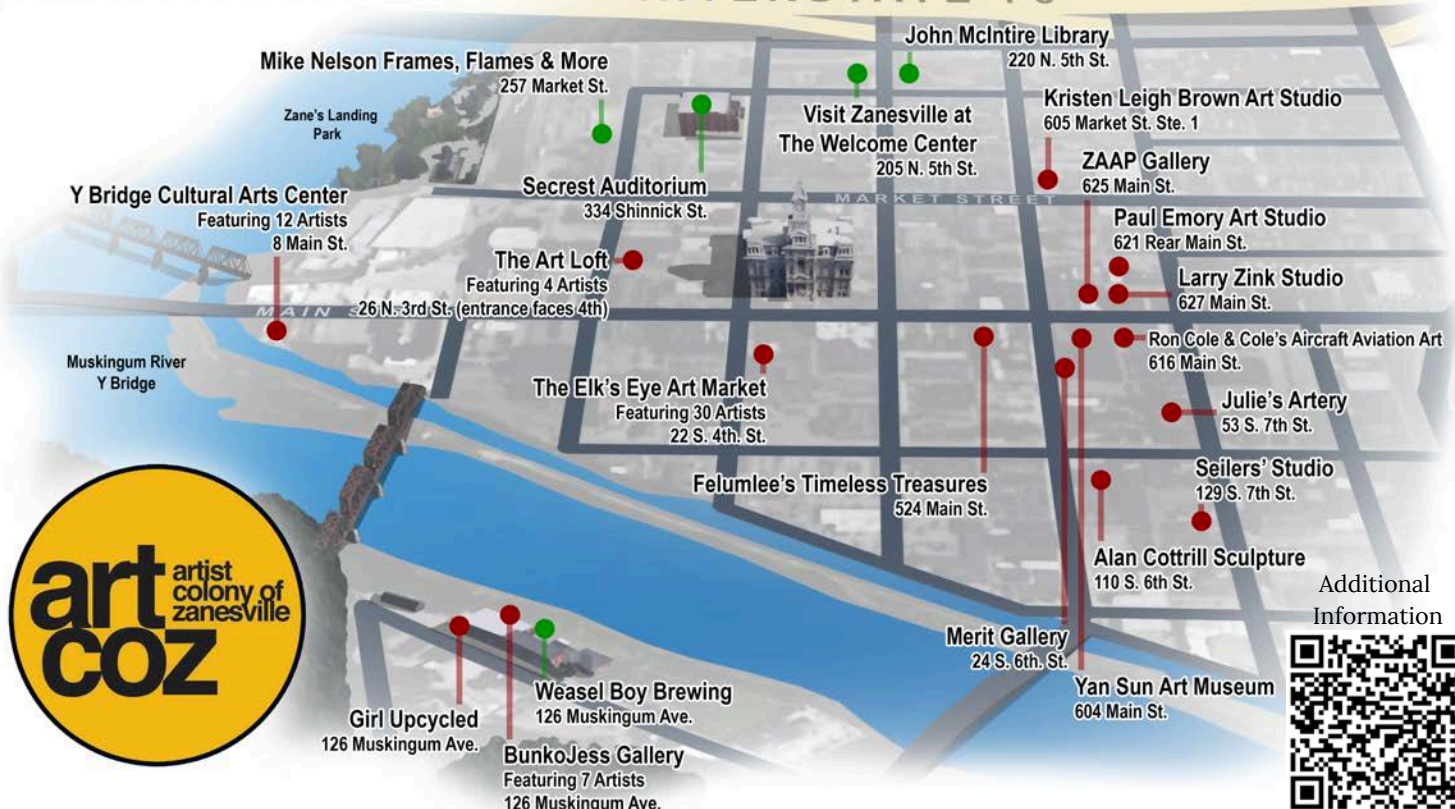 Mike Nelson Frames, Flames & More
257 Market St.
John McIntire Library
220 N. 5th St.
Zane's Landing
Park
Visit Zanesville at
The Welcome Center
205 N. 5th St.
Kristen Leigh Brown Art Studio
605 Market St. Ste. 1
ZAAP Gallery
625 Main St.
Secrest Auditorium
334 Shinnick St.
MARKET STREET
Y Bridge Cultural Arts Center
Featuring 12 Artists
8 Main St.
Paul Emory Art Studio
621 Rear Main St.
The Art Loft
Featuring 4 Artists
26 N. 3rd St. (entrance faces 4th)
Larry Zink Studio
627 Main St.
MAIN
Ron Cole & Cole's Aircraft Aviation Art
616 Main St.
Muskingum River
Y Bridge
The Elk's Eye Art Market
Featuring 30 Artists
22 S. 4th. St.
Julie's Artery
53 S. 7th St.
Felumlee's Timeless Treasures
524 Main St.
Seilers' Studio
129 S. 7th St.
Alan Cottrill Sculpture
110 S. 6th St.
art coz
artist
colony of
zanesville
Additional
Information
Merit Gallery
24 S. 6th. St.
Yan Sun Art Museum
604 Main St.
Weasel Boy Brewing
126 Muskingum Ave.
Girl Upcycled
126 Muskingum Ave.
BunkoJess Gallery
Featuring 7 Artists
126 Muskingum Ave.